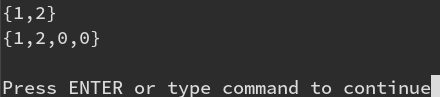 {1,2}
{1,2,0,0}
Press ENTER or type command to continue